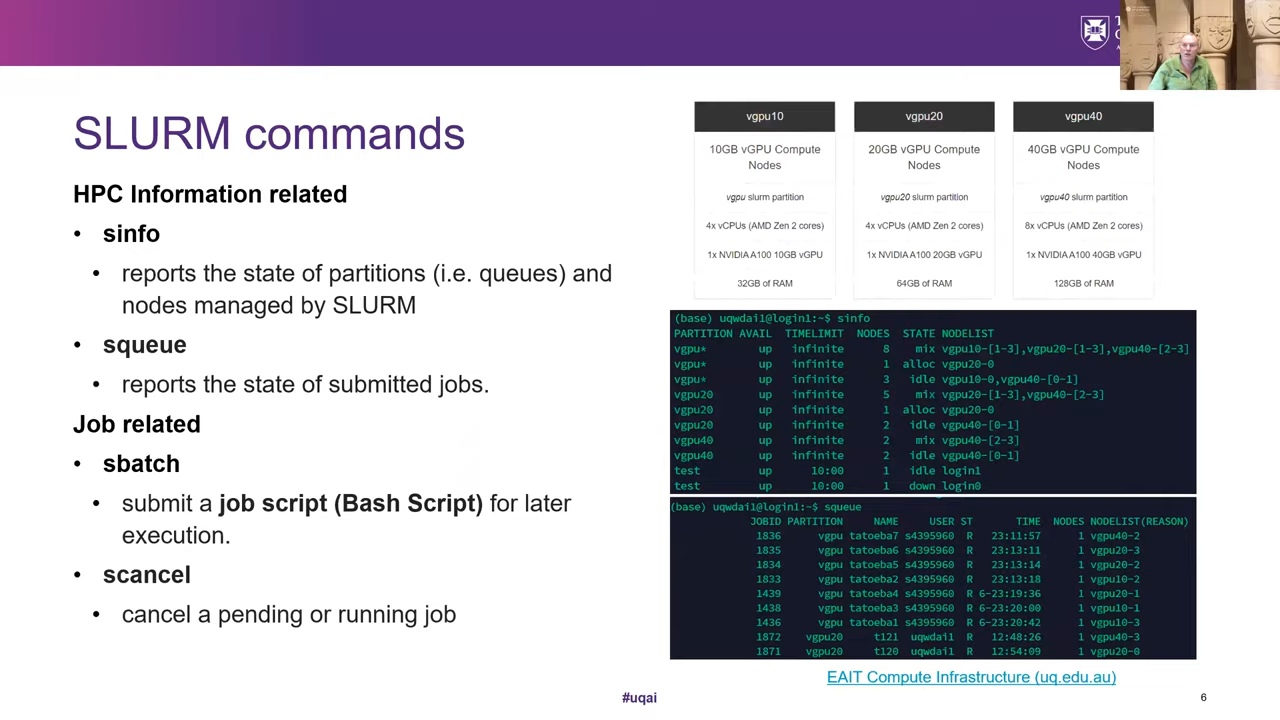 SLURM commands
HPC Information related
• sinfo
• reports the state of partitions (i.e. queues) and
nodes managed by SLURM
• squeue
• reports the state of submitted jobs.
Job related
• sbatch
• submit a job script (Bash Script) for later
execution.
• scancel
• cancel a pending or running job
vgpu10
10GB vGPU Compute
Nodes
vgpu slurm partition
4x vCPUs (AMD Zen 2 cores)
1x NVIDIA A100 10GB vGPU
32GB of RAM
vgpu20
20GB vGPU Compute
Nodes
vgpu20 slurm partition
4x vCPUs (AMD Zen 2 cores)
1x NVIDIA A100 20GB vGPU
64GB of RAM
vgpu40
40GB vGPU Compute
Nodes
vgpu40 slurm partition
8x vCPUs (AMD Zen 2 cores)
1x NVIDIA A100 40GB vGPU
128GB of RAM
(base) uqwdai1@login1:~$ sinfo
PARTITION AVAIL TIMELIMIT NODES STATE NODELIST
vgpu* up infinite 8 mix vgpu10-[1-3],vgpu20-[1-3],vgpu40-[2-3]
vgpu* up infinite 1 alloc vgpu20-0
vgpu* up infinite 3 idle vgpu10-0,vgpu40-[0-1]
vgpu20 up infinite 5 mix vgpu20-[1-3],vgpu40-[2-3]
vgpu20 up infinite 1 alloc vgpu20-0
vgpu20 up infinite 2 idle vgpu40-[0-1]
vgpu40 up infinite 2 mix vgpu40-[2-3]
vgpu40 up infinite 2 idle vgpu40-[0-1]
test up 10:00 1 idle login1
test up 10:00 1 down login0
(base) uqwdai1@login1:~$ squeue
JOBID PARTITION NAME USER ST TIME NODES NODELIST(REASON)
1836 vgpu tatoeba7 s4395960 R 23:11:57 1 vgpu40-2
1835 vgpu tatoeba6 s4395960 R 23:13:11 1 vgpu20-3
1834 vgpu tatoeba5 s4395960 R 23:13:14 1 vgpu20-2
1833 vgpu tatoeba2 s4395960 R 23:13:18 1 vgpu10-2
1439 vgpu tatoeba4 s4395960 R 6-23:19:36 1 vgpu20-1
1438 vgpu tatoeba3 s4395960 R 6-23:20:00 1 vgpu10-1
1436 vgpu tatoeba1 s4395960 R 6-23:20:42 1 vgpu10-3
1872 vgpu20 t121 uqwdai1 R 12:48:26 1 vgpu40-3
1871 vgpu20 t120 uqwdai1 R 12:54:09 1 vgpu20-0
EAIT Compute Infrastructure (uq.edu.au)
#uqai
6